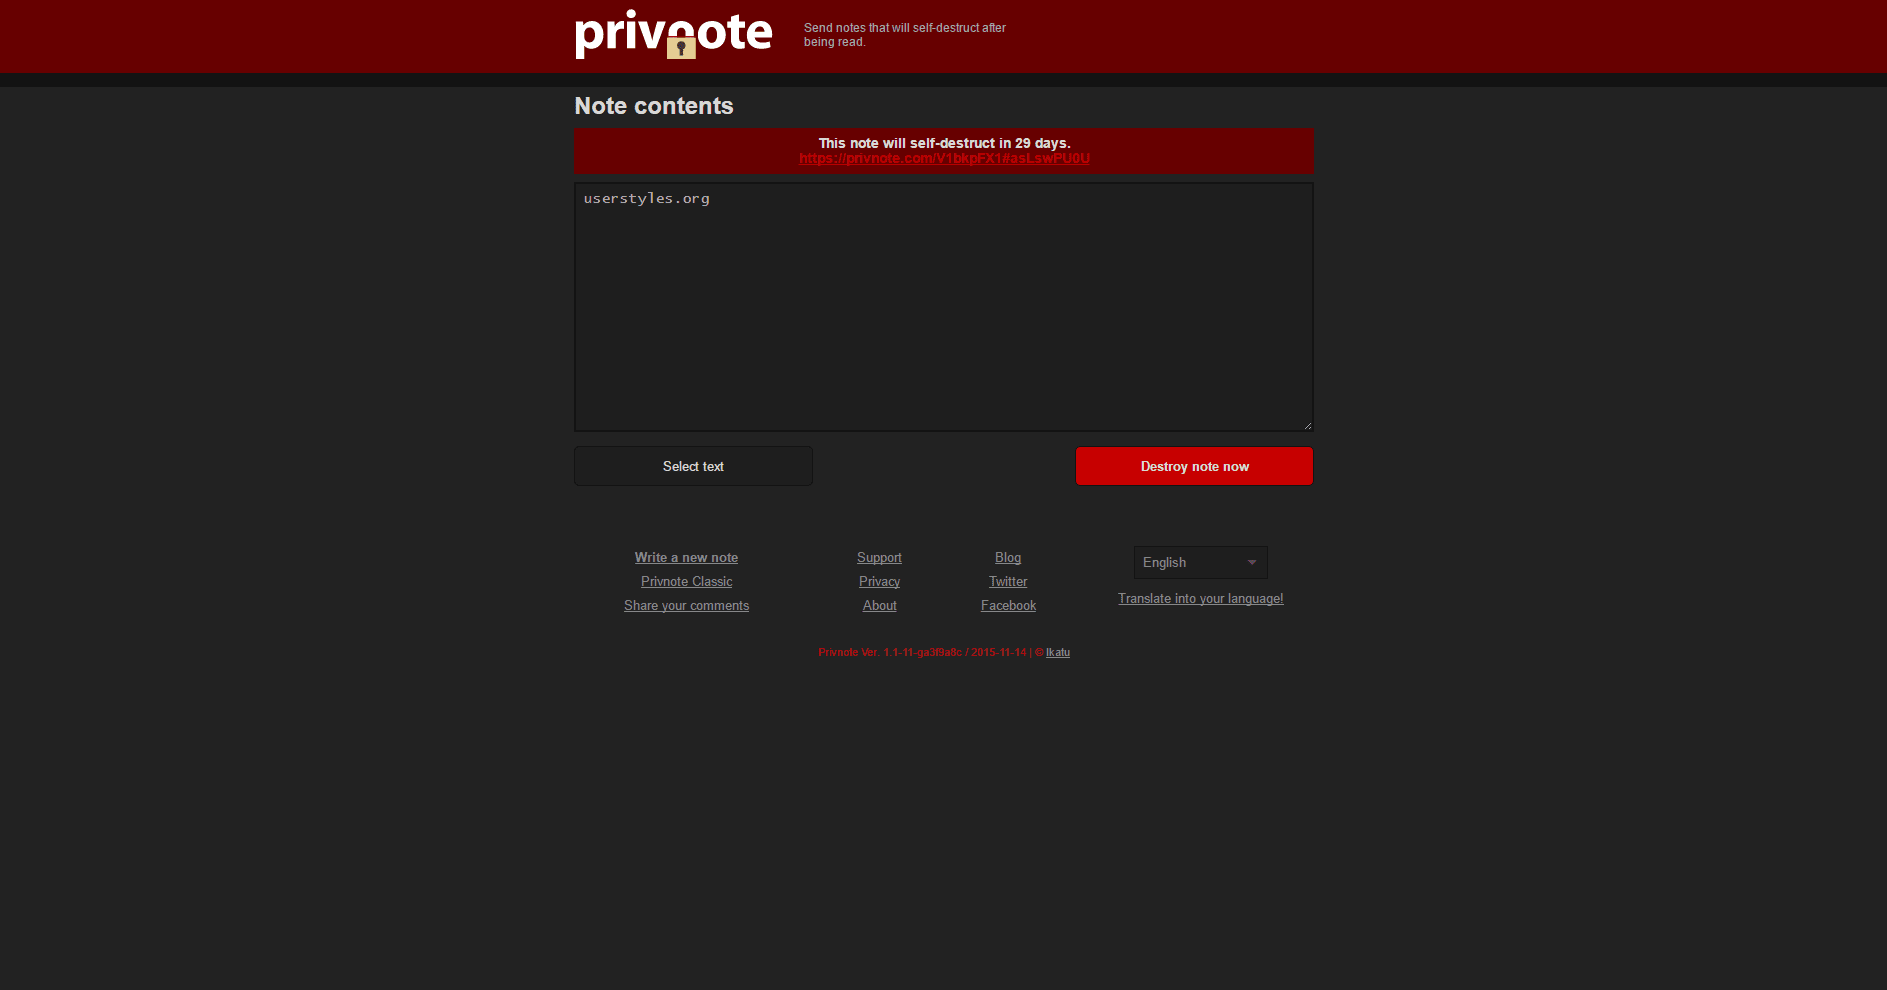 privnote
Send notes that will self-destruct after
being read.
Note contents
This note will self-destruct in 29 days.
https://privnote.com/V1bkpFX1#asLswPU0U
userstyles.org
Select text
Destroy note now
Write a new note
Privnote Classic
Share your comments
Support
Privacy
About
Blog
Twitter
Facebook
English
Translate into your language!
Privnote Ver. 1.1-11-ga3f9a8c / 2015-11-14 | © Ikatu